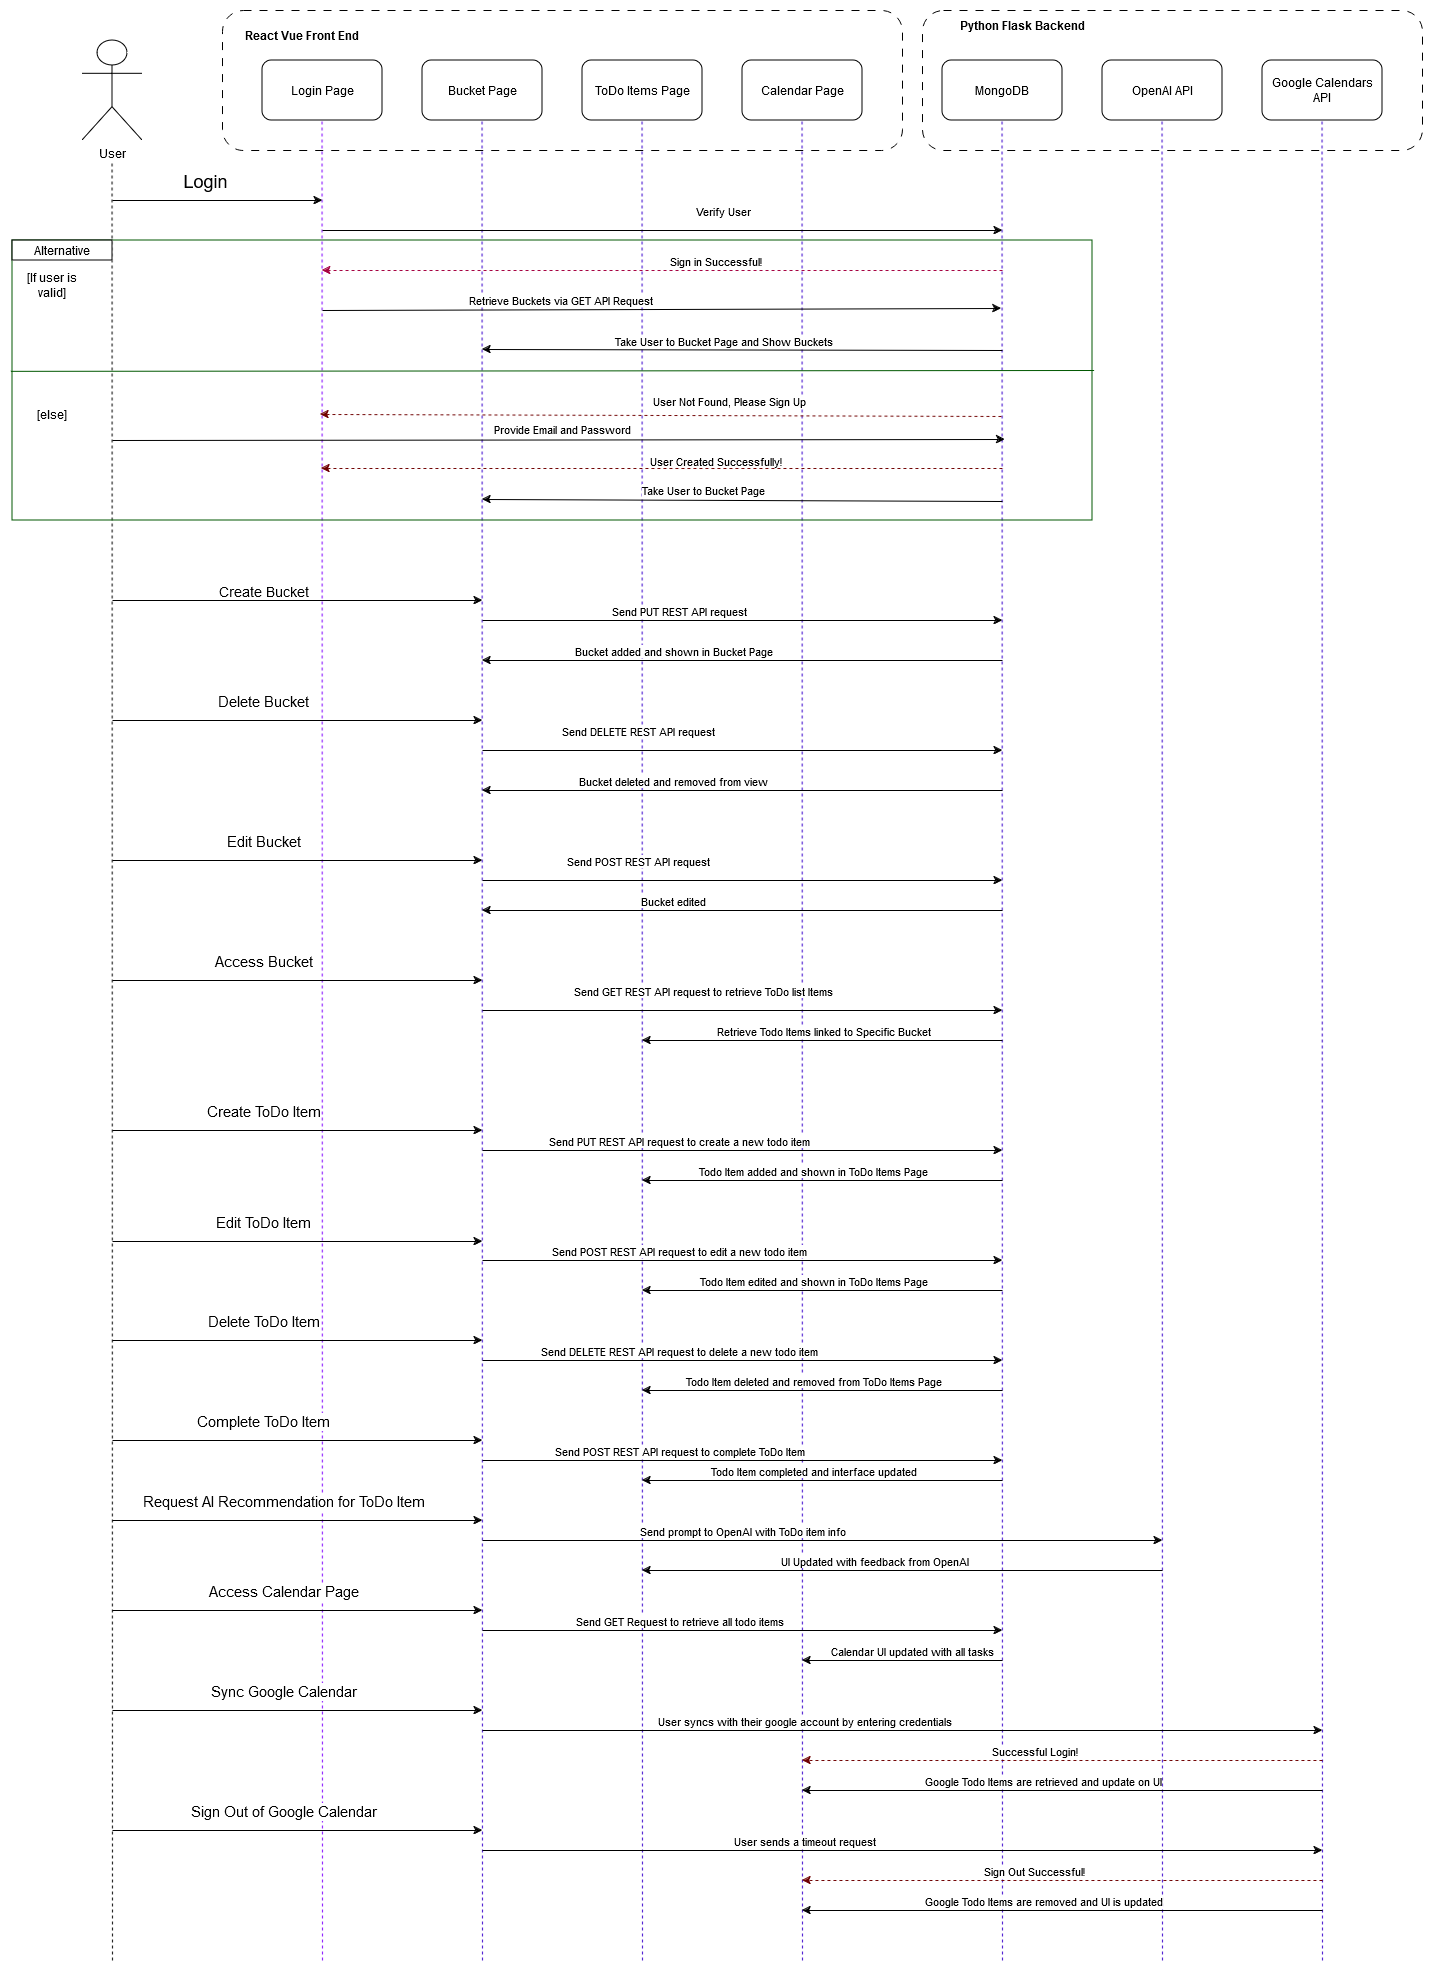 React Vue Front End
Python Flask Backend
Login Page
Bucket Page
ToDo Items Page
Calendar Page
MongoDB
OpenAI API
Google Calendars
API
User
Login
Verify User
Alternative
[If user is
valid]
Sign in Successful!
Retrieve Buckets via GET API Request
Take User to Bucket Page and Show Buckets
[else]
User Not Found, Please Sign Up
Provide Email and Password
User Created Successfully!
Take User to Bucket Page
Create Bucket
Send PUT REST API request
Bucket added and shown in Bucket Page
Delete Bucket
Send DELETE REST API request
Bucket deleted and removed from view
Edit Bucket
Send POST REST API request
Bucket edited
Access Bucket
Send GET REST API request to retrieve ToDo list Items
Retrieve Todo Items linked to Specific Bucket
Create ToDo Item
Send PUT REST API request to create a new todo item
Todo Item added and shown in ToDo Items Page
Edit ToDo Item
Send POST REST API request to edit a new todo item
Todo Item edited and shown in ToDo Items Page
Delete ToDo Item
Send DELETE REST API request to delete a new todo item
Todo Item deleted and removed from ToDo Items Page
Complete ToDo Item
Send POST REST API request to complete ToDo Item
Todo Item completed and interface updated
Request AI Recommendation for ToDo Item
Send prompt to OpenAI with ToDo item info
UI Updated with feedback from OpenAI
Access Calendar Page
Send GET Request to retrieve all todo items
Calendar UI updated with all tasks
Sync Google Calendar
User syncs with their google account by entering credentials
Successful Login!
Google Todo Items are retrieved and update on UI
Sign Out of Google Calendar
User sends a timeout request
Sign Out Successful!
Google Todo Items are removed and UI is updated